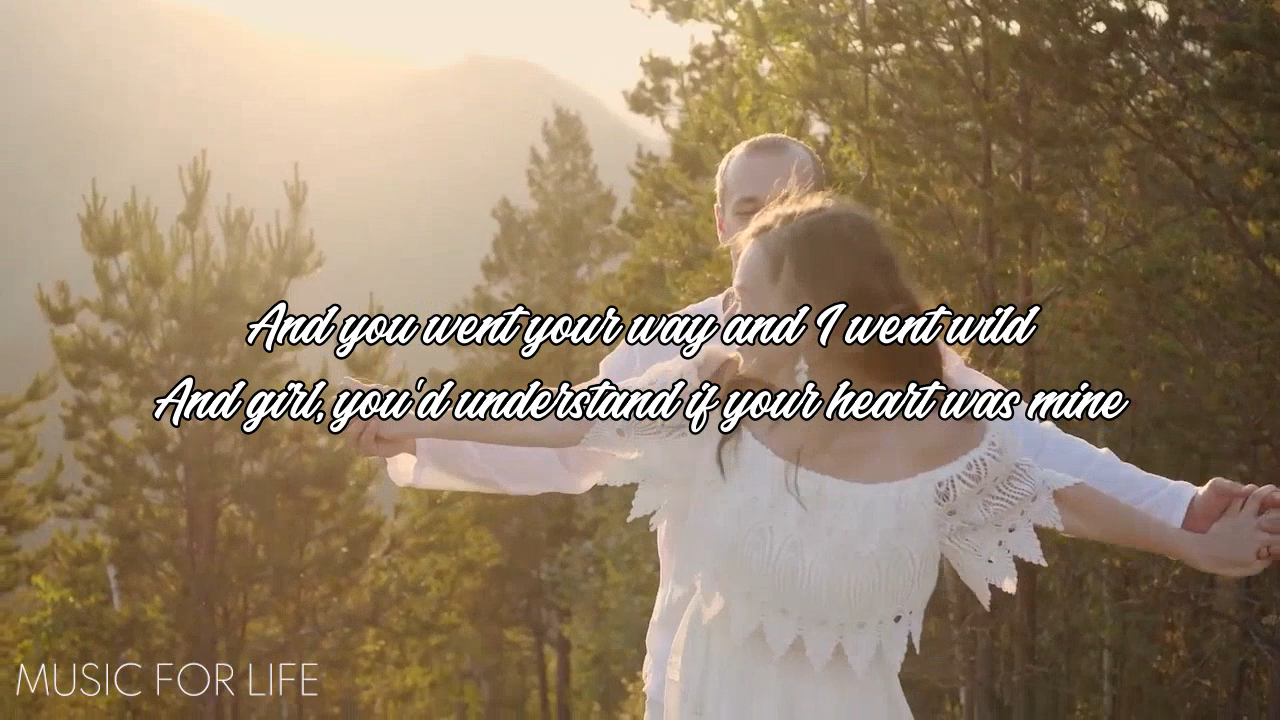 And you went your way and I went wild
And girl, you'd understand if your heart was mine
MUSIC FOR LIFE